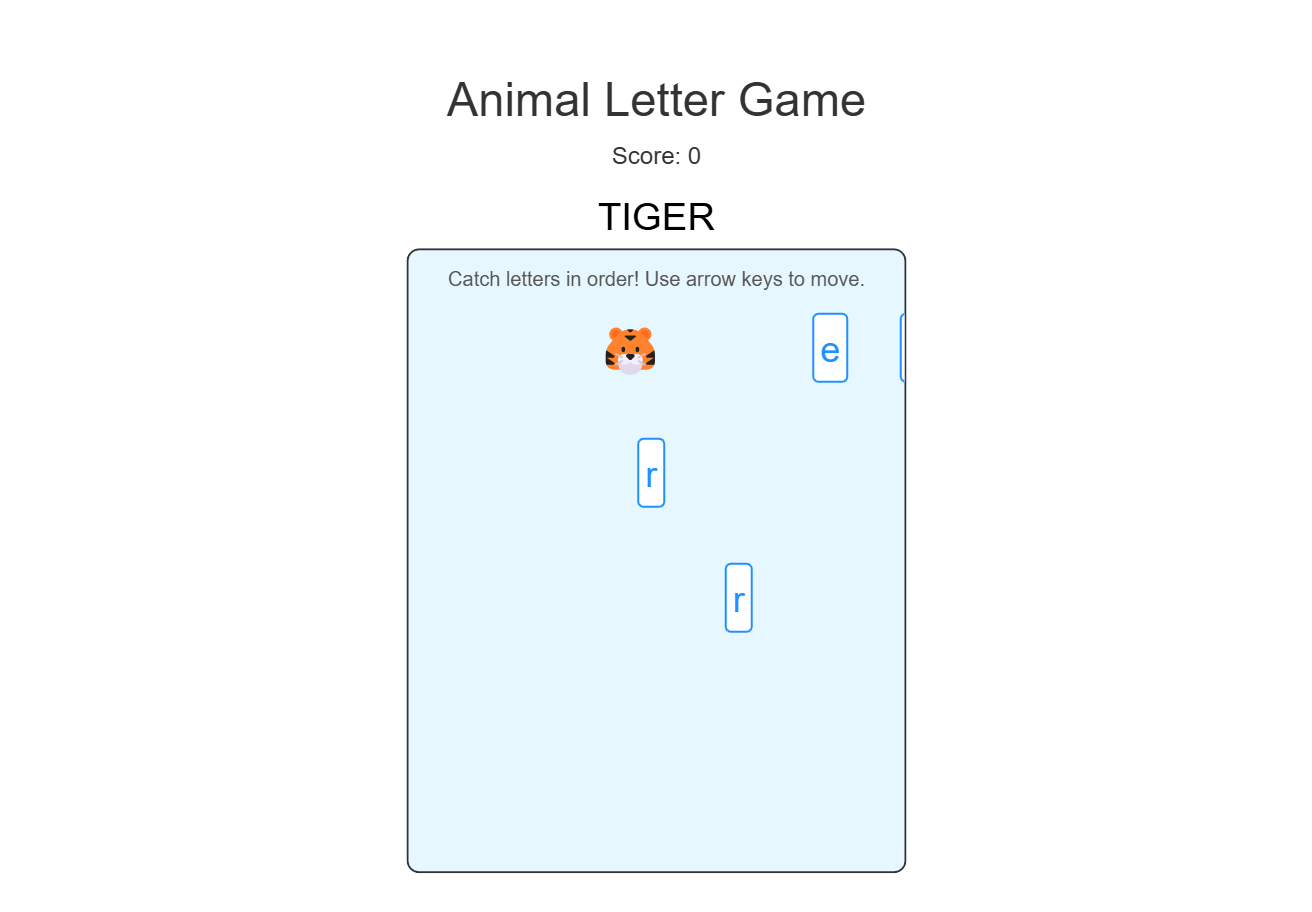 Animal Letter Game
Score: 0
TIGER
Catch letters in order! Use arrow keys to move.
e
r
r